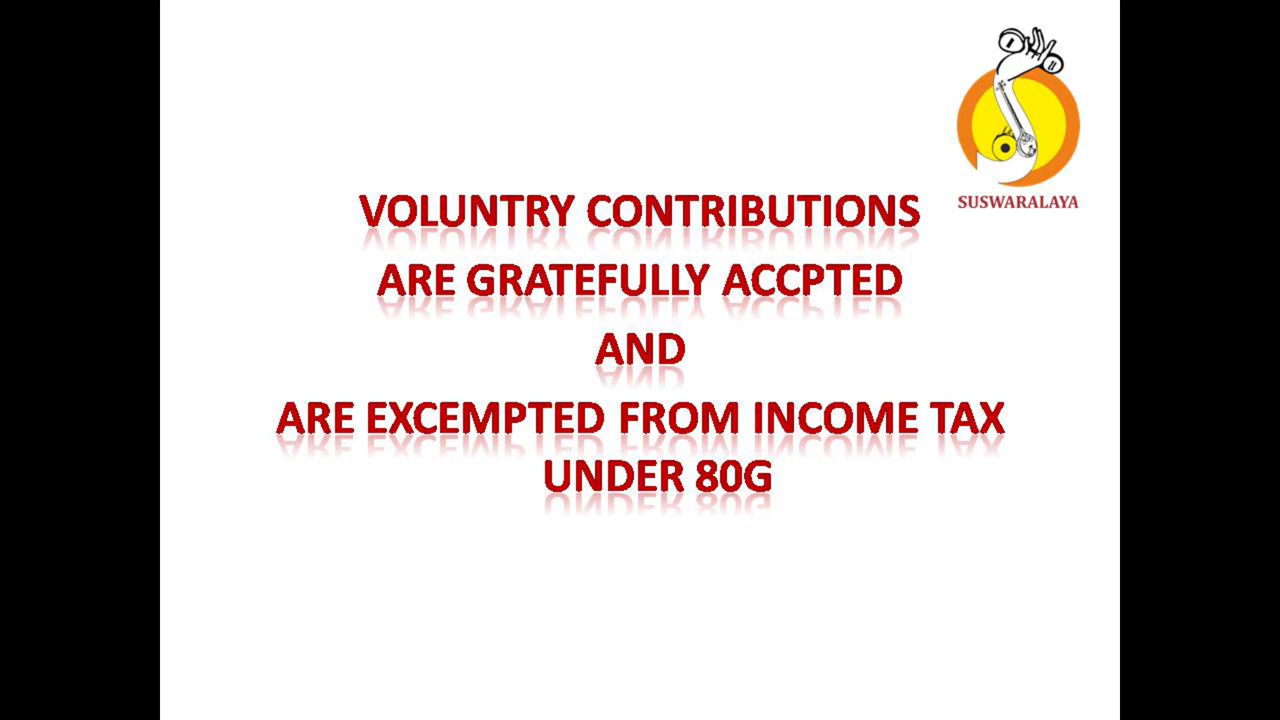 SUSWARALAYA
VOLUNTRY CONTRIBUTIONS
ARE GRATEFULLY ACCPTED
AND
ARE EXCEMPTED FROM INCOME TAX
UNDER 80G